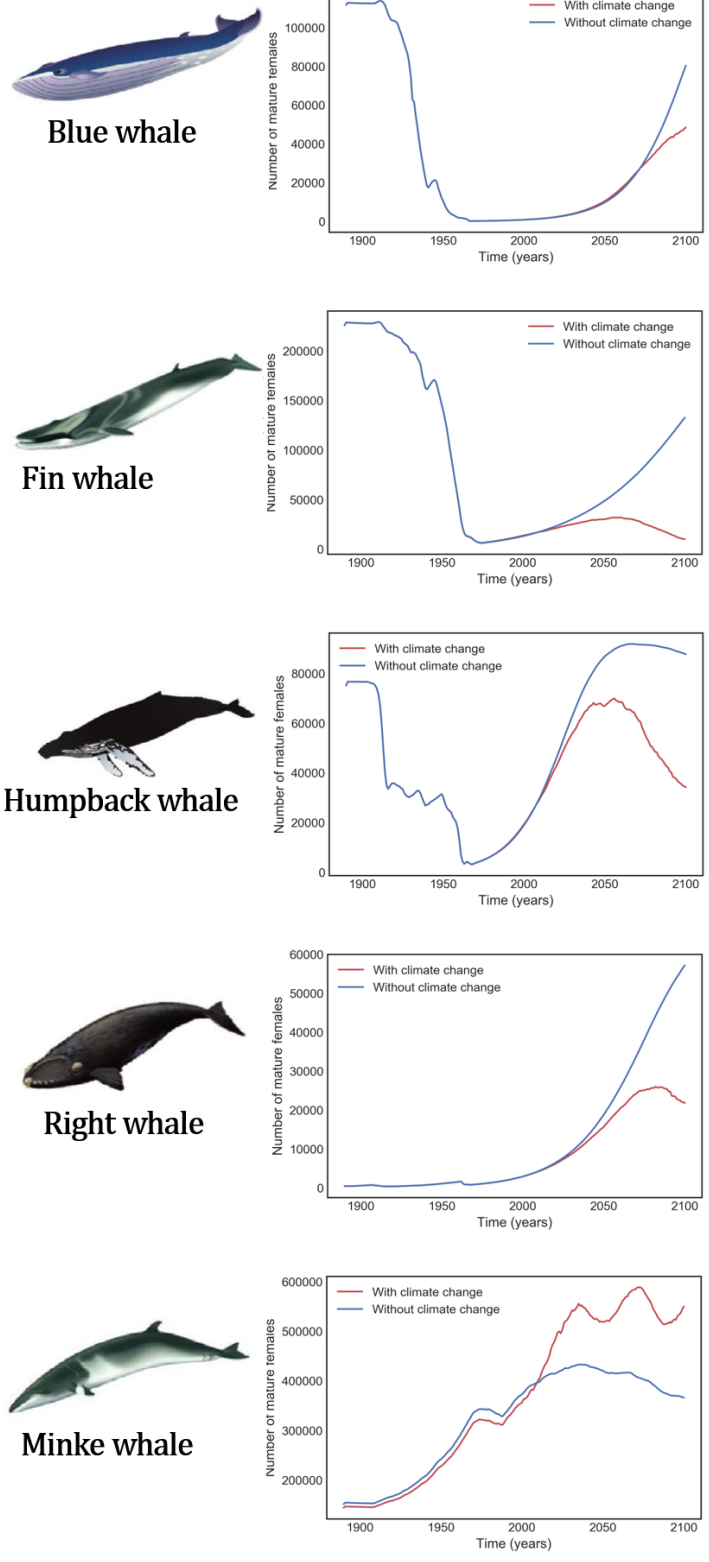 With climate change
Without climate change
100000
80000
60000
40000
20000
0
Number of mature females
1900 1950 2000 2050 2100
Time (years)
Blue whale
With climate change
Without climate change
200000
150000
100000
50000
0
Number of mature females
1900 1950 2000 2050 2100
Time (years)
Fin whale
With climate change
Without climate change
80000
60000
40000
20000
0
Number of mature females
1900 1950 2000 2050 2100
Time (years)
Humpback whale
With climate change
Without climate change
60000
50000
40000
30000
20000
10000
0
Number of mature females
1900 1950 2000 2050 2100
Time (years)
Right whale
With climate change
Without climate change
600000
500000
400000
300000
200000
Number of mature females
1900 1950 2000 2050 2100
Time (years)
Minke whale